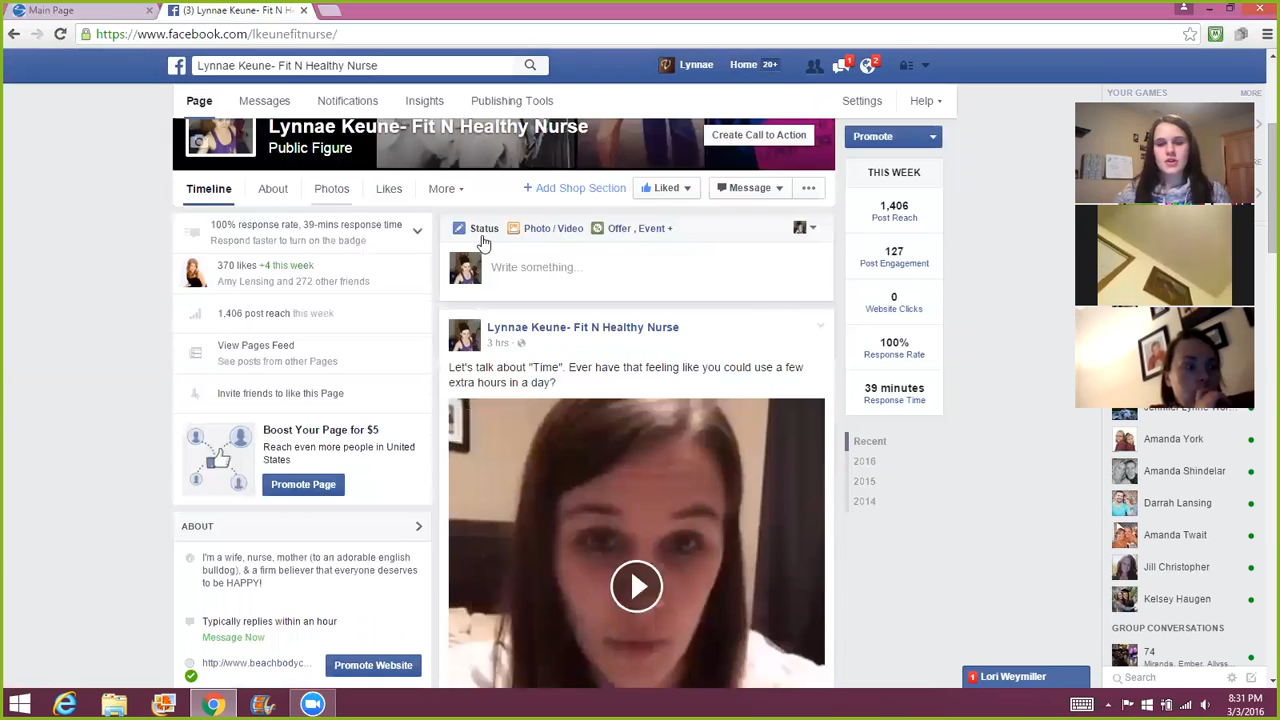 Main Page
(3) Lynnae Keune- Fit N H
https://www.facebook.com/lkeunefitnurse/
Lynnae Keune- Fit N Healthy Nurse
Lynnae
Home 20+
1
2
Page
Messages
Notifications
Insights
Publishing Tools
Settings
Help
YOUR GAMES
MORE
Lynnae Keune- Fit N Healthy Nurse
Public Figure
Create Call to Action
Promote
Timeline
About
Photos
Likes
More
+ Add Shop Section
Liked
Message
THIS WEEK
1,406
Post Reach
127
Post Engagement
0
Website Clicks
100%
Response Rate
39 minutes
Response Time
Recent
2016
2015
2014
100% response rate, 39-mins response time
Respond faster to turn on the badge
370 likes +4 this week
Amy Lensing and 272 other friends
1,406 post reach this week
View Pages Feed
See posts from other Pages
Invite friends to like this Page
Boost Your Page for $5
Reach even more people in United
States
Promote Page
ABOUT
I'm a wife, nurse, mother (to an adorable english
bulldog), & a firm believer that everyone deserves
to be HAPPY!
Typically replies within an hour
Message Now
http://www.beachbodyc...
Promote Website
Status
Photo / Video
Offer , Event +
Write something...
Lynnae Keune- Fit N Healthy Nurse
3 hrs
Let's talk about "Time". Ever have that feeling like you could use a few
extra hours in a day?
Amanda York
Amanda Shindelar
Darrah Lansing
Amanda Twait
Jill Christopher
Kelsey Haugen
GROUP CONVERSATIONS
74
Miranda, Ember, Allyss...
Search
1 Lori Weymiller
8:31 PM
3/3/2016